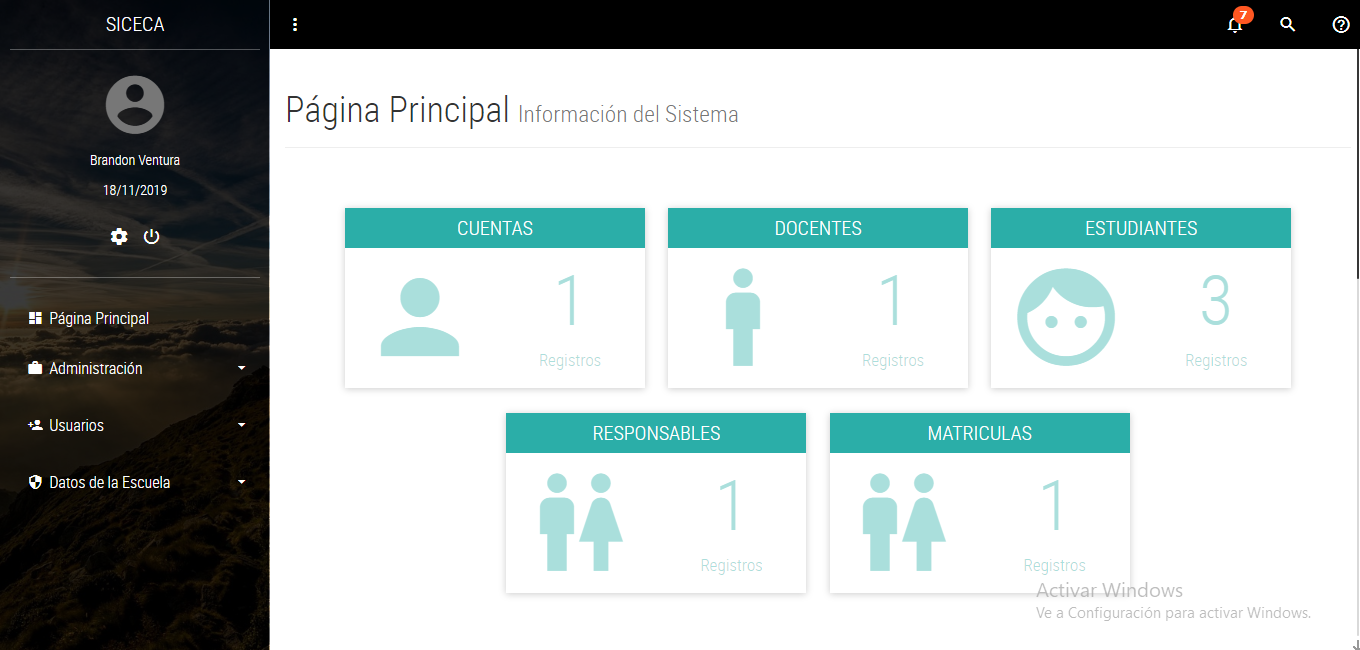 SICECA
7
Brandon Ventura
18/11/2019
Página Principal
Administración
Usuarios
Datos de la Escuela
Página Principal Información del Sistema
CUENTAS
1
Registros
DOCENTES
1
Registros
ESTUDIANTES
3
Registros
RESPONSABLES
1
Registros
MATRICULAS
1
Registros
Activar Windows
Ve a Configuración para activar Windows.